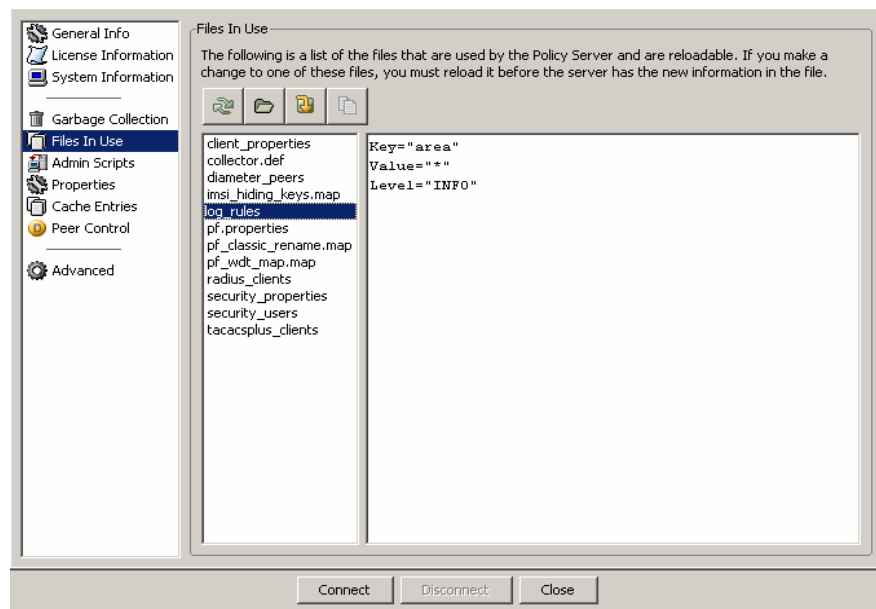 General Info
License Information
System Information
Garbage Collection
Files In Use
Admin Scripts
Properties
Cache Entries
Peer Control
Advanced
Files In Use
The following is a list of the files that are used by the Policy Server and are reloadable. If you make a
change to one of these files, you must reload it before the server has the new information in the file.
client_properties
collector.def
diameter_peers
imsi_hiding_keys.map
log_rules
pf.properties
pf_classic_rename.map
pf_wdt_map.map
radius_clients
security_properties
security_users
tacacsplus_clients
Key="area"
Value="*"
Level="INFO"
Connect
Disconnect
Close